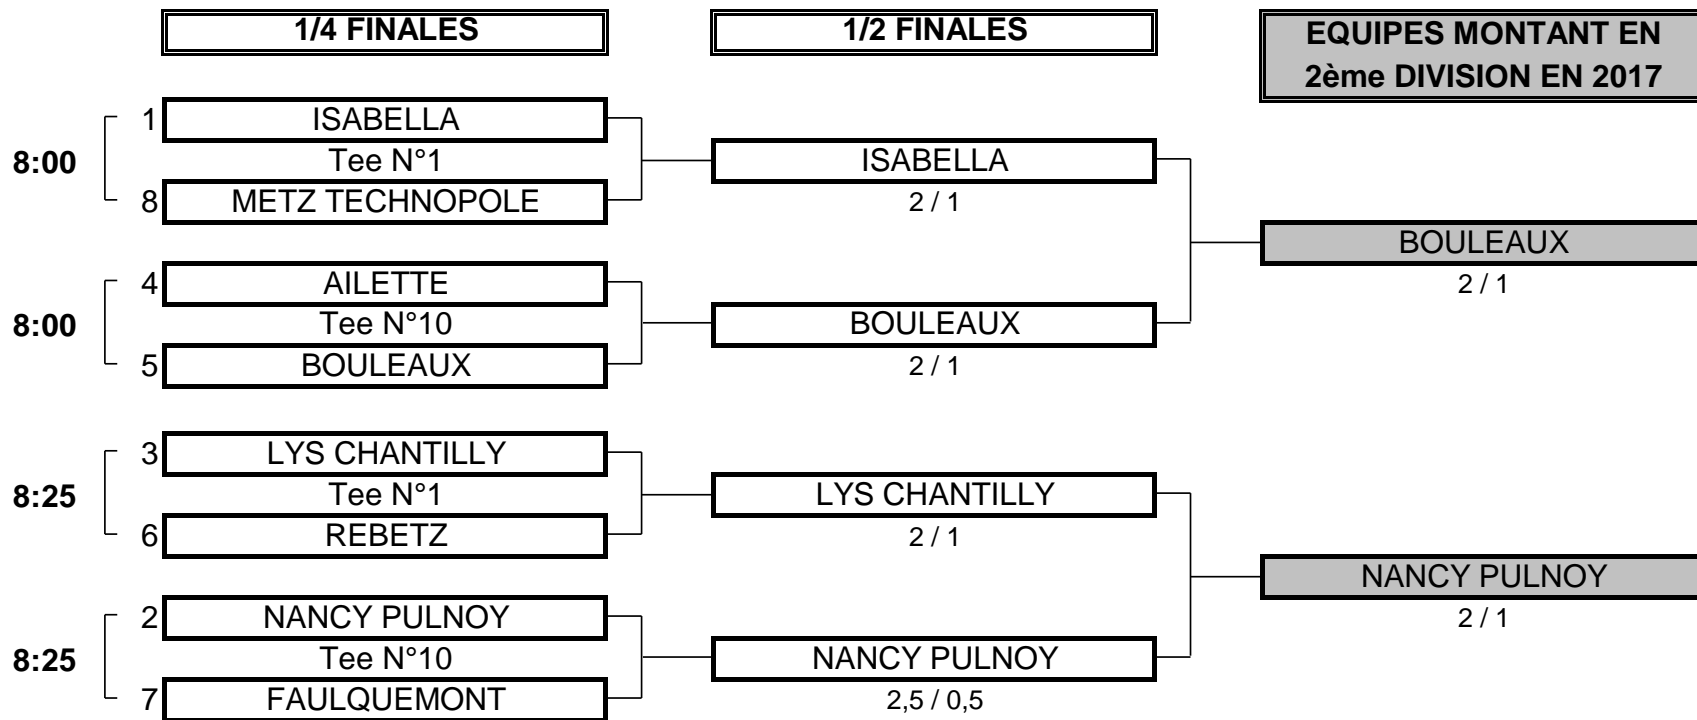 1/4 FINALES
1/2 FINALES
EQUIPES MONTANT EN
2ème DIVISION EN 2017
1 ISABELLA
8:00 Tee N°1
8 METZ TECHNOPOLE
ISABELLA
2 / 1
4 AILETTE
8:00 Tee N°10
5 BOULEAUX
BOULEAUX
2 / 1
BOULEAUX
2 / 1
3 LYS CHANTILLY
8:25 Tee N°1
6 REBETZ
LYS CHANTILLY
2 / 1
2 NANCY PULNOY
8:25 Tee N°10
7 FAULQUEMONT
NANCY PULNOY
2,5 / 0,5
NANCY PULNOY
2 / 1